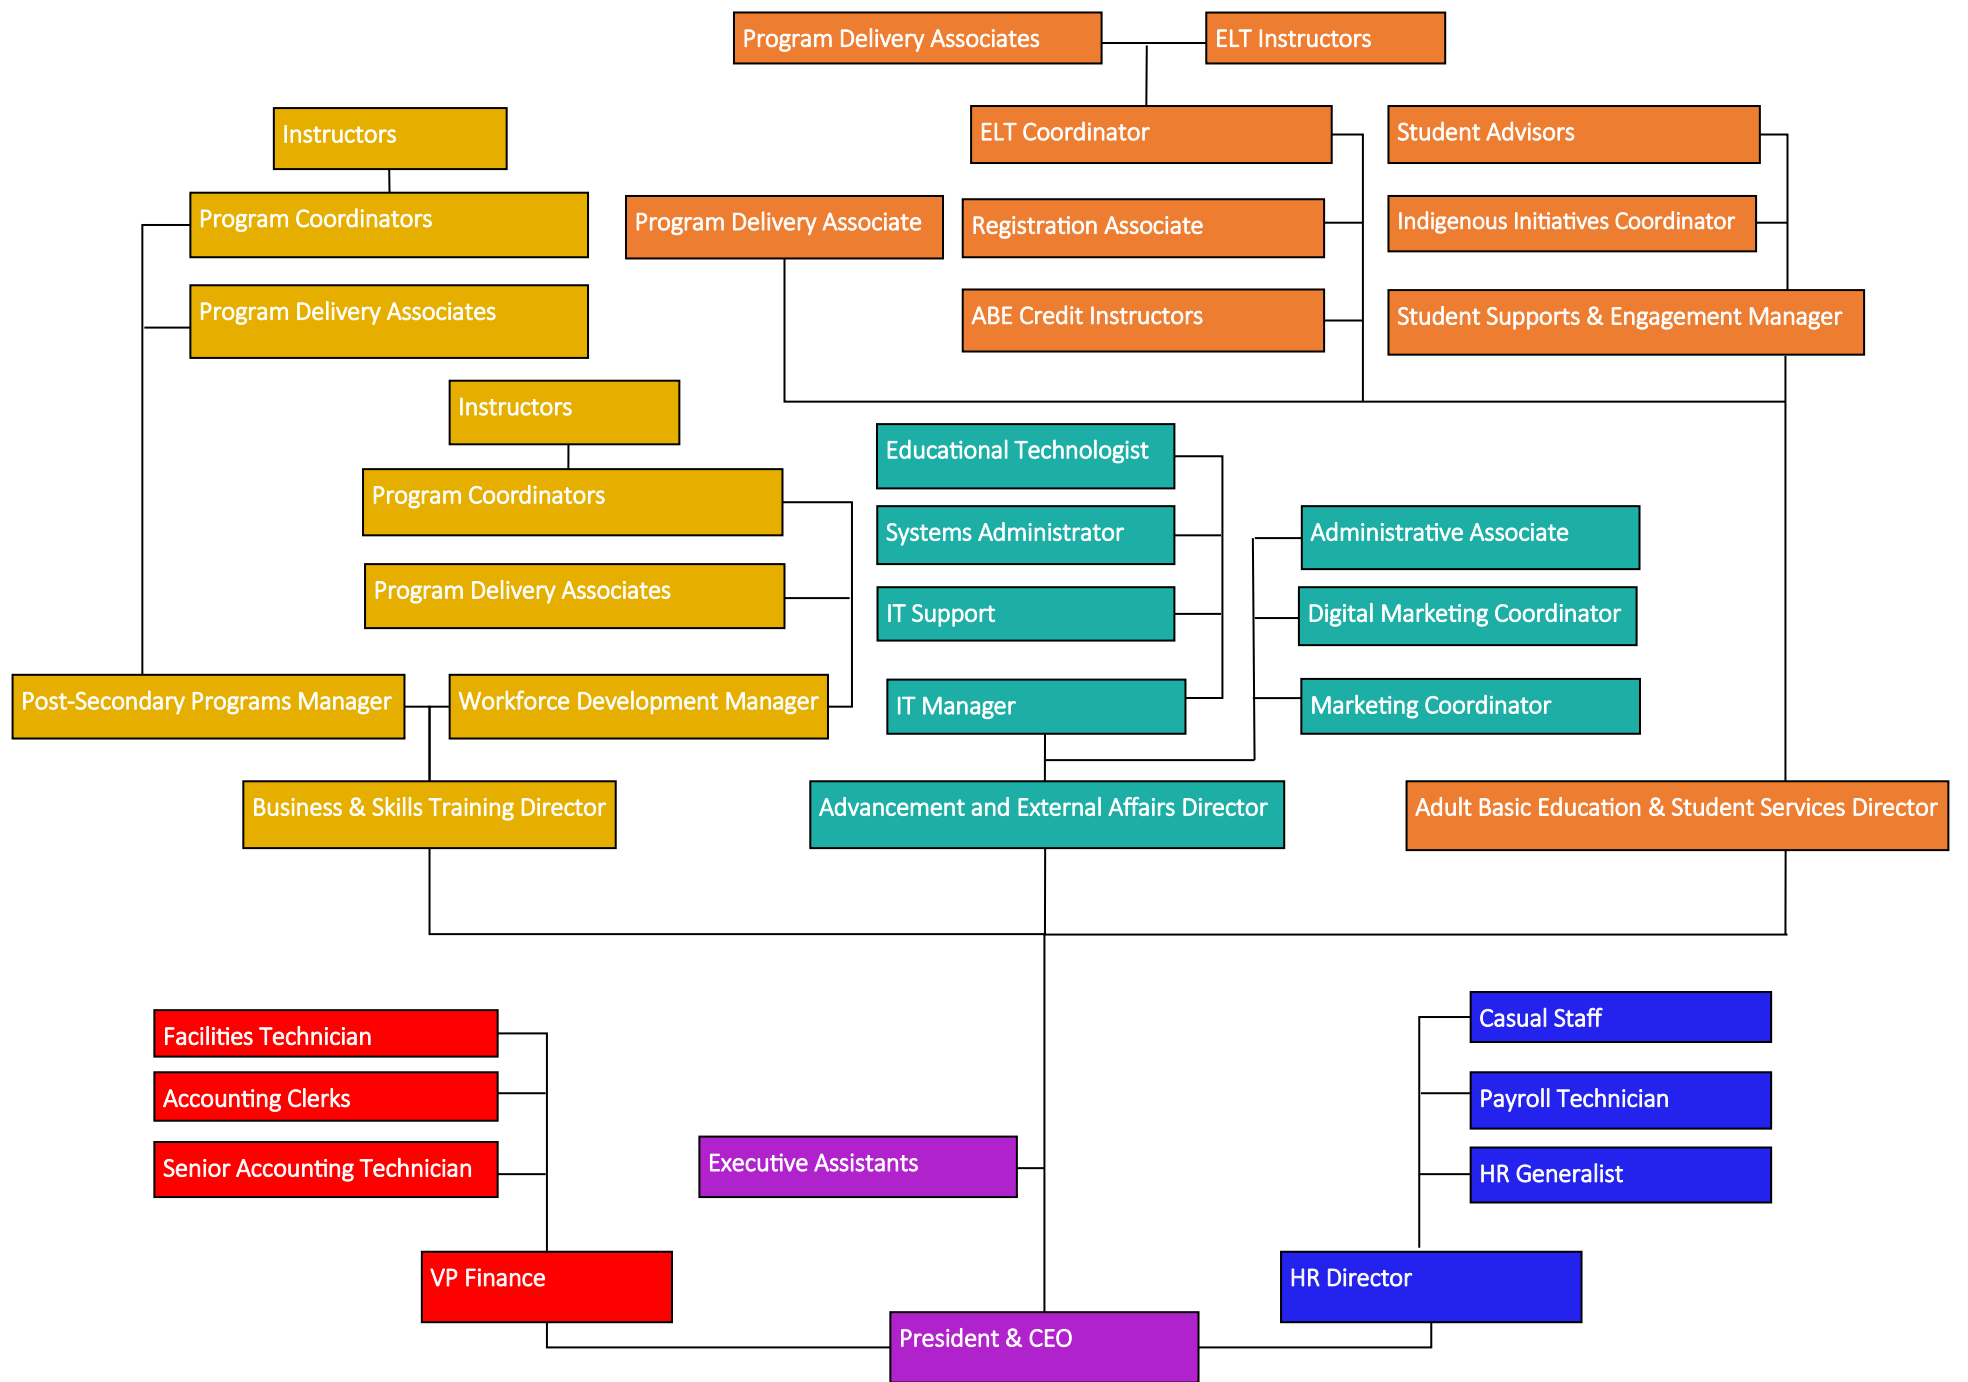 Program Delivery Associates
ELT Instructors
Instructors
ELT Coordinator
Student Advisors
Program Coordinators
Program Delivery Associate
Registration Associate
Indigenous Initiatives Coordinator
Program Delivery Associates
ABE Credit Instructors
Student Supports & Engagement Manager
Instructors
Educational Technologist
Program Coordinators
Systems Administrator
Administrative Associate
Program Delivery Associates
IT Support
Digital Marketing Coordinator
Post-Secondary Programs Manager
Workforce Development Manager
IT Manager
Marketing Coordinator
Business & Skills Training Director
Advancement and External Affairs Director
Adult Basic Education & Student Services Director
Facilities Technician
Casual Staff
Accounting Clerks
Payroll Technician
Senior Accounting Technician
Executive Assistants
HR Generalist
VP Finance
HR Director
President & CEO